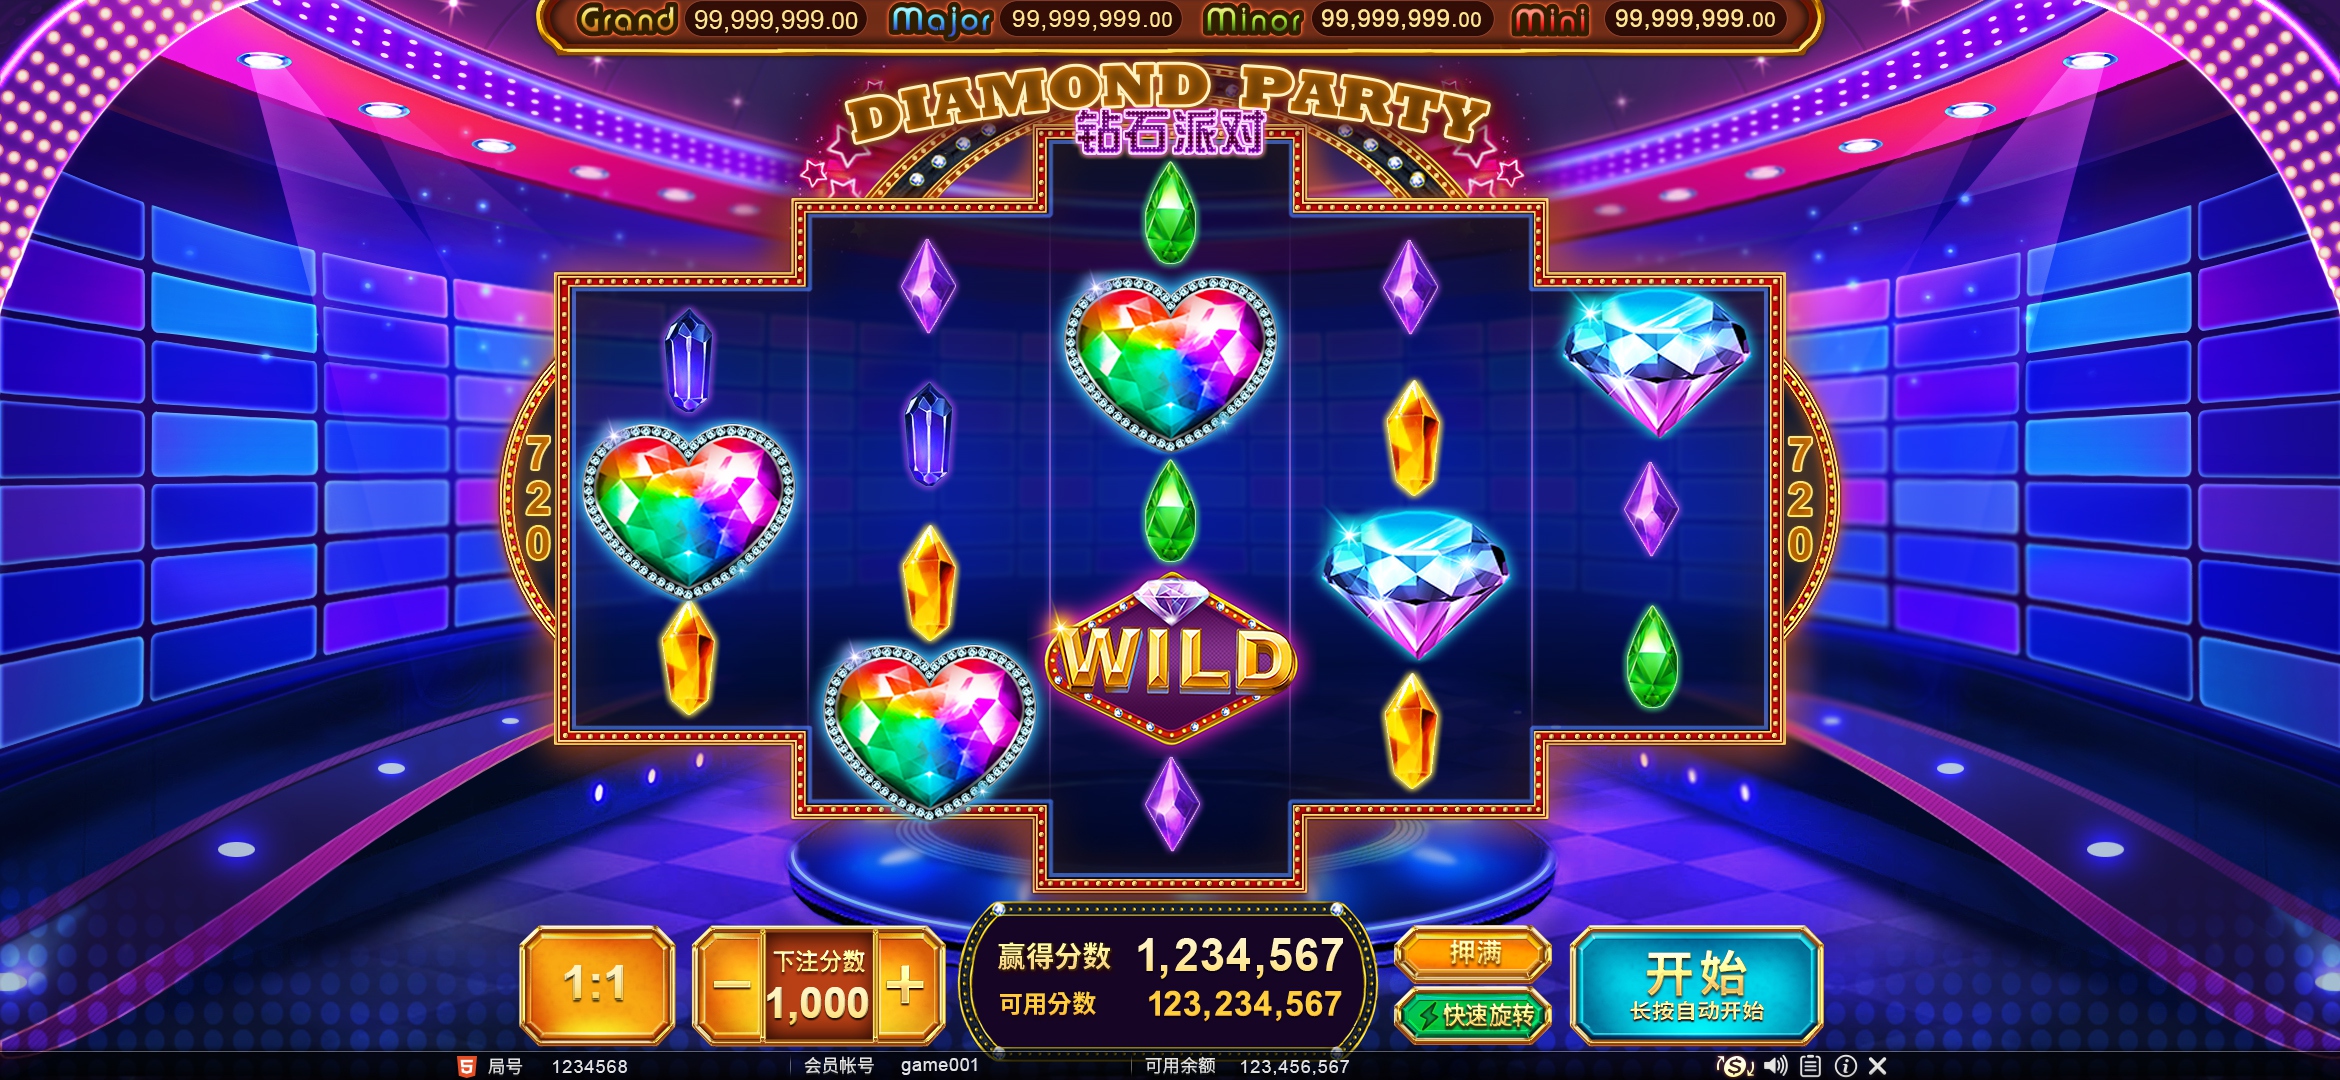 Grand 99,999,999.00 Major 99,999,999.00 Minor 99,999,999.00 Mini 99,999,999.00
DIAMOND PARTY
钻石派对
720
720
WILD
1:1
下注分数
− 1,000 +
赢得分数 1,234,567
可用分数 123,234,567
押满
快速旋转
开始
长按自动开始
局号 1234568 会员帐号 game001 可用余额 123,456,567